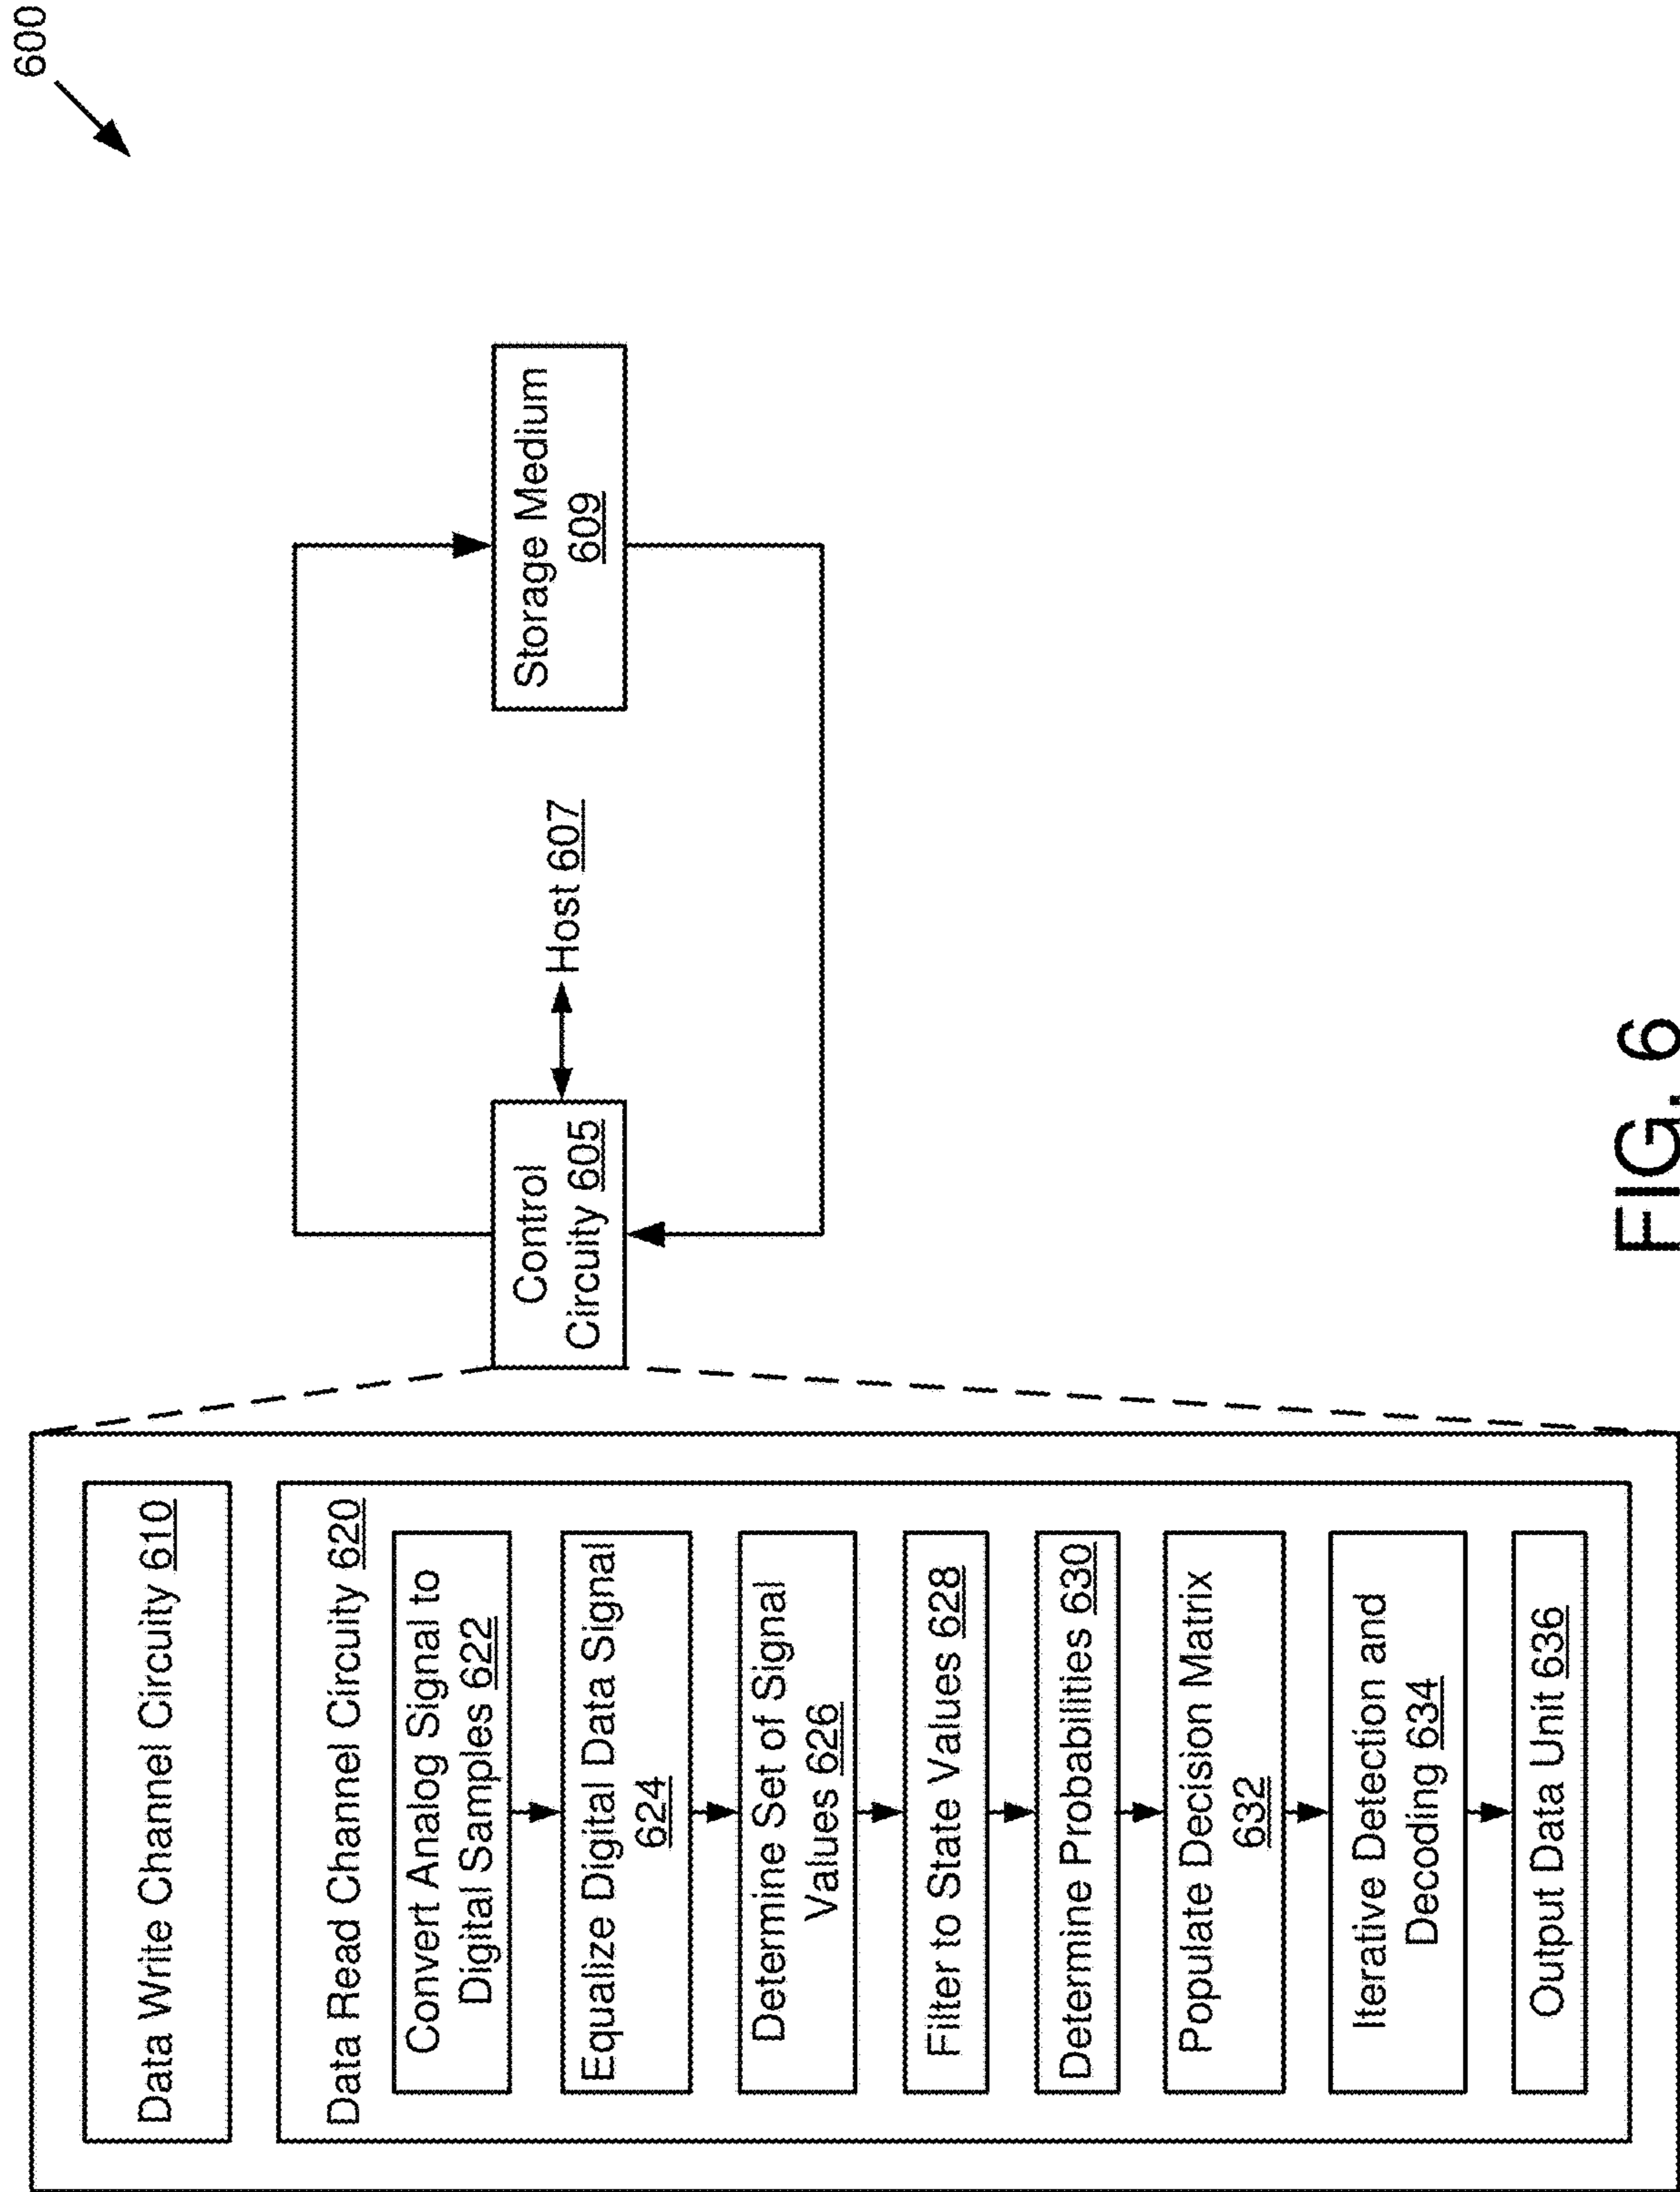 600
Data Write Channel Circuity 610
Data Read Channel Circuity 620
Convert Analog Signal to
Digital Samples 622
Equalize Digital Data Signal
624
Determine Set of Signal
Values 626
Filter to State Values 628
Determine Probabilities 630
Populate Decision Matrix
632
Iterative Detection and
Decoding 634
Output Data Unit 636
Control
Circuity 605
Host 607
Storage Medium
609
FIG. 6